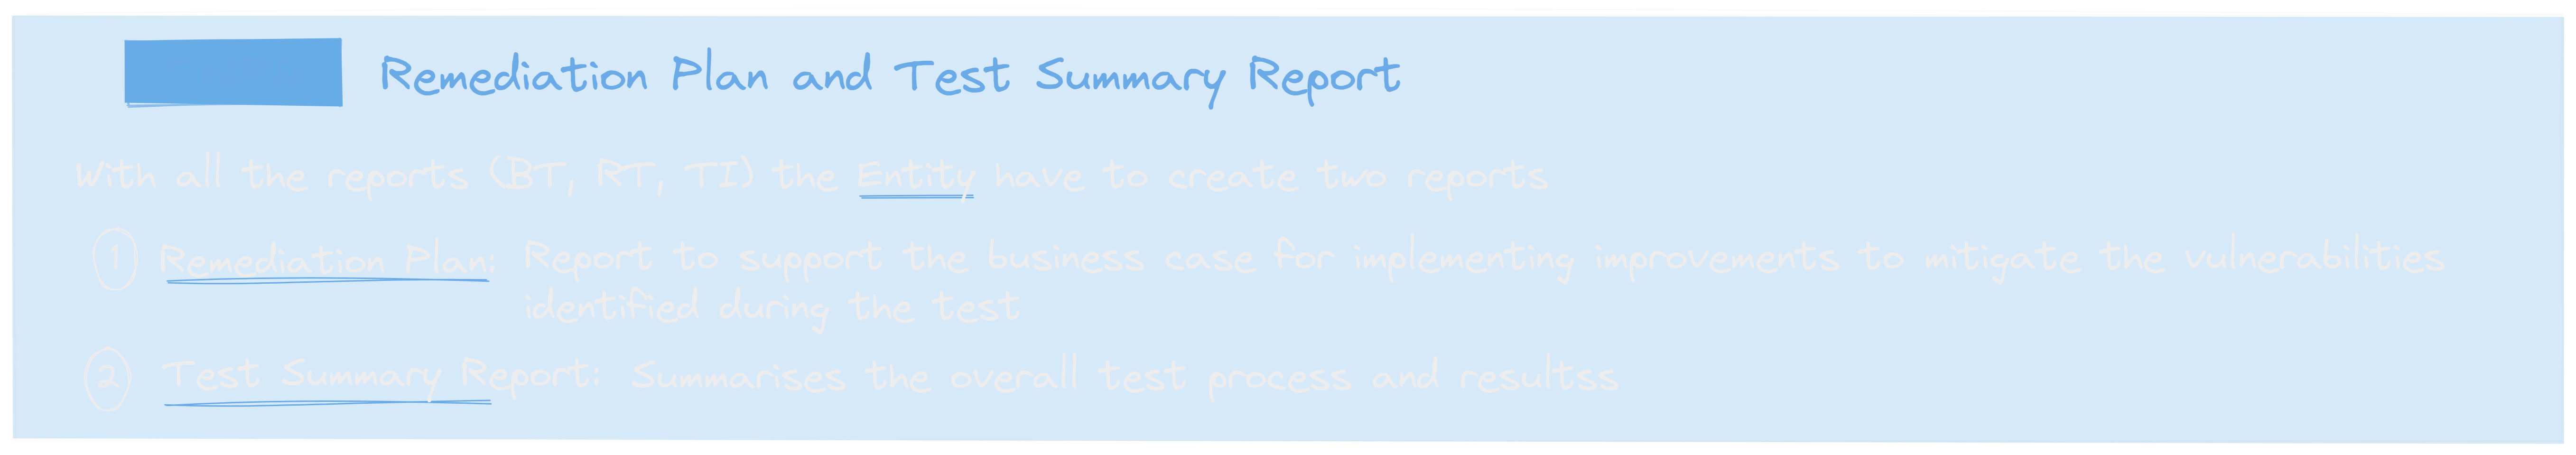 Remediation Plan and Test Summary Report
With all the reports (BT, RT, TI) the Entity have to create two reports
1 Remediation Plan: Report to support the business case for implementing improvements to mitigate the vulnerabilities
identified during the test
2 Test Summary Report: Summarises the overall test process and resultss